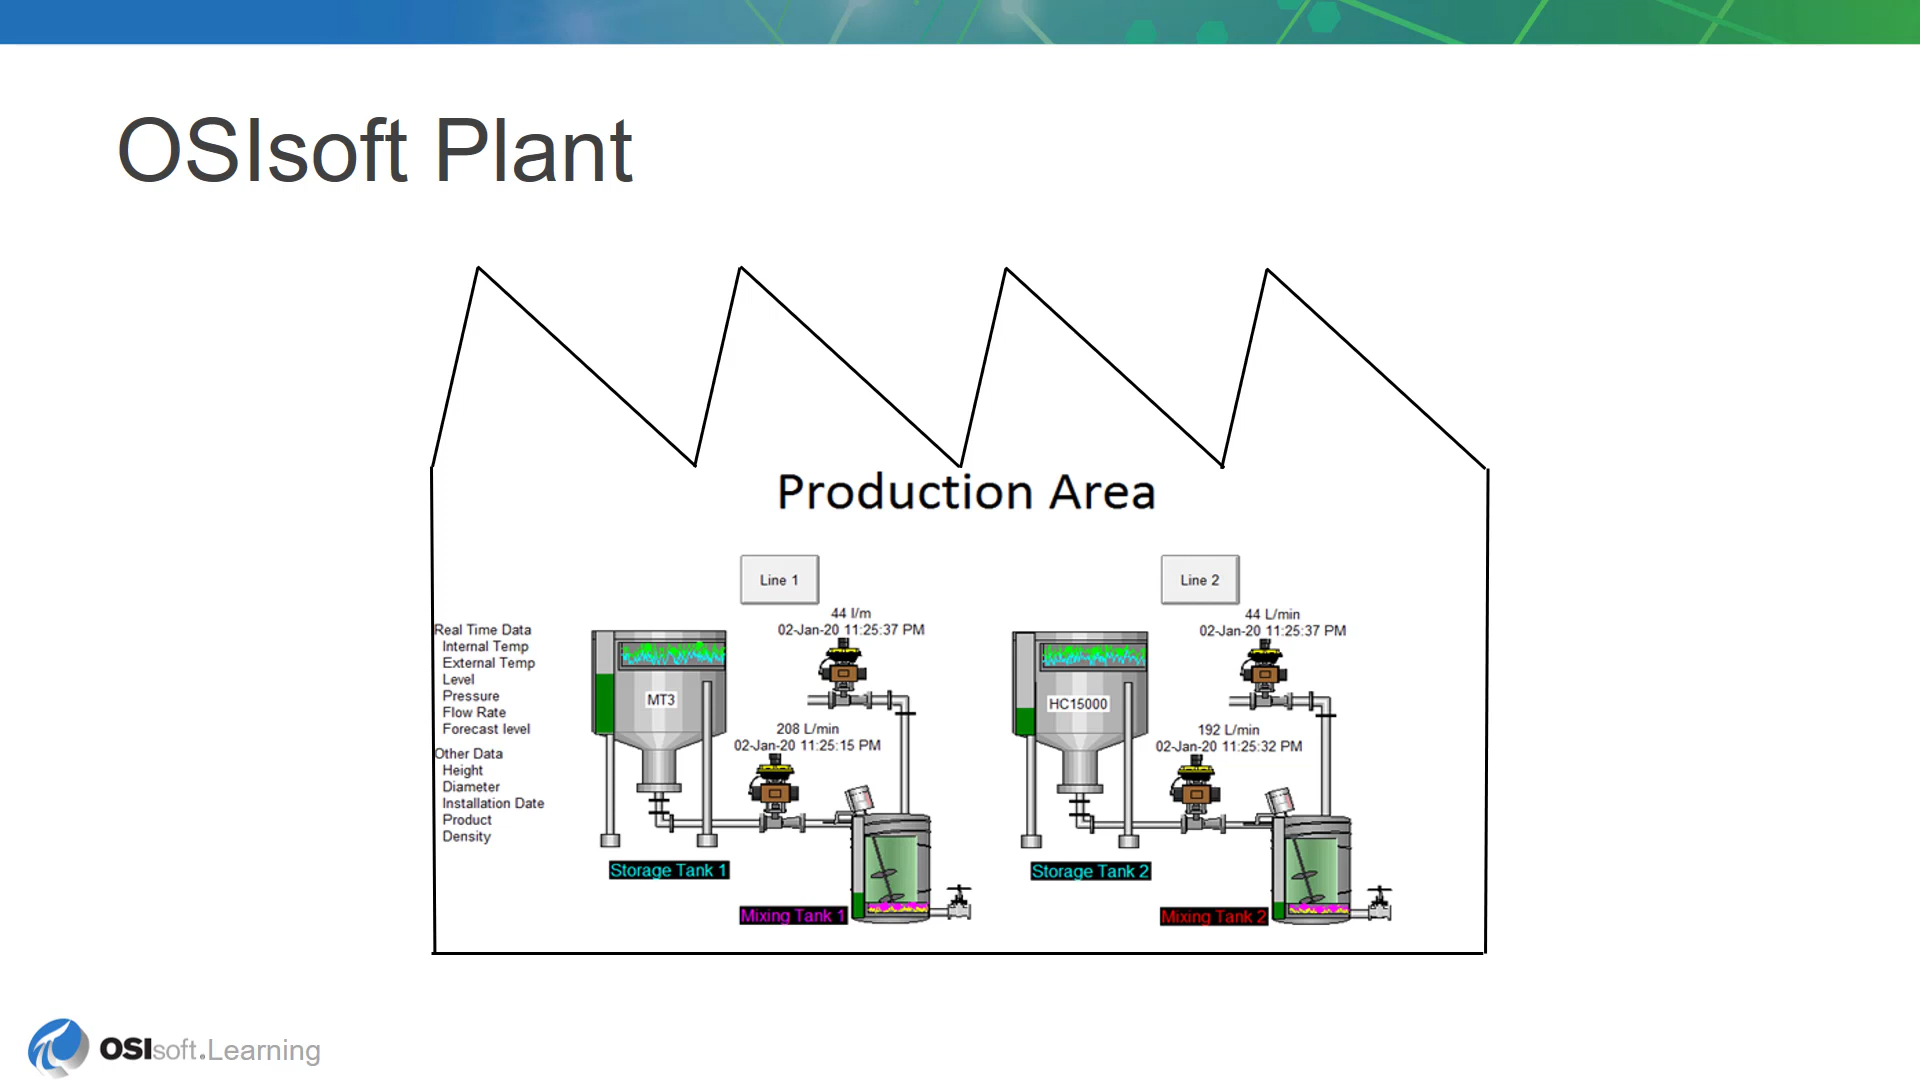 OSIsoft Plant
Production Area
Line 1
Line 2
44 l/m
02-Jan-20 11:25:37 PM
44 L/min
02-Jan-20 11:25:37 PM
Real Time Data
Internal Temp
External Temp
Level
Pressure
Flow Rate
Forecast level
Other Data
Height
Diameter
Installation Date
Product
Density
MT3
208 L/min
02-Jan-20 11:25:15 PM
HC15000
192 L/min
02-Jan-20 11:25:32 PM
Storage Tank 1
Mixing Tank 1
Storage Tank 2
Mixing Tank 2
OSIsoft.Learning